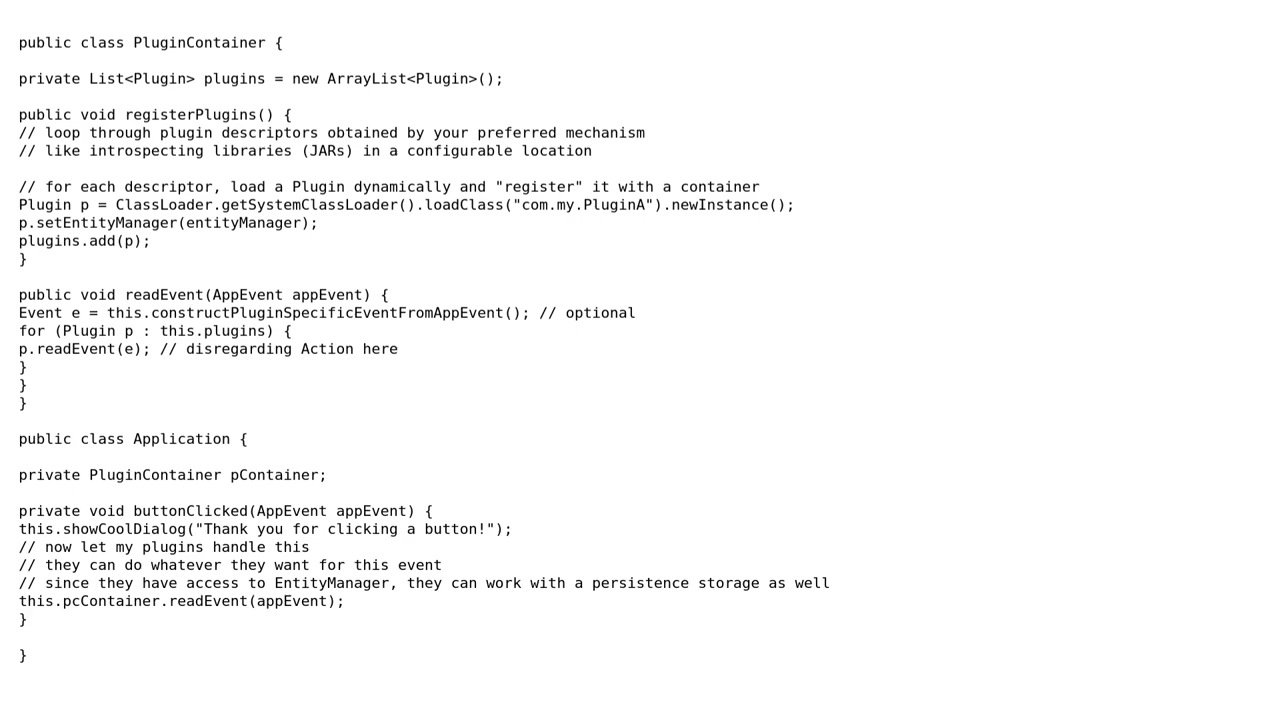 public class PluginContainer {
private List<Plugin> plugins = new ArrayList<Plugin>();
public void registerPlugins() {
// loop through plugin descriptors obtained by your preferred mechanism
// like introspecting libraries (JARs) in a configurable location
// for each descriptor, load a Plugin dynamically and "register" it with a container
Plugin p = ClassLoader.getSystemClassLoader().loadClass("com.my.PluginA").newInstance();
p.setEntityManager(entityManager);
plugins.add(p);
}
public void readEvent(AppEvent appEvent) {
Event e = this.constructPluginSpecificEventFromAppEvent(); // optional
for (Plugin p : this.plugins) {
p.readEvent(e); // disregarding Action here
}
}
}
public class Application {
private PluginContainer pContainer;
private void buttonClicked(AppEvent appEvent) {
this.showCoolDialog("Thank you for clicking a button!");
// now let my plugins handle this
// they can do whatever they want for this event
// since they have access to EntityManager, they can work with a persistence storage as well
this.pcContainer.readEvent(appEvent);
}
}